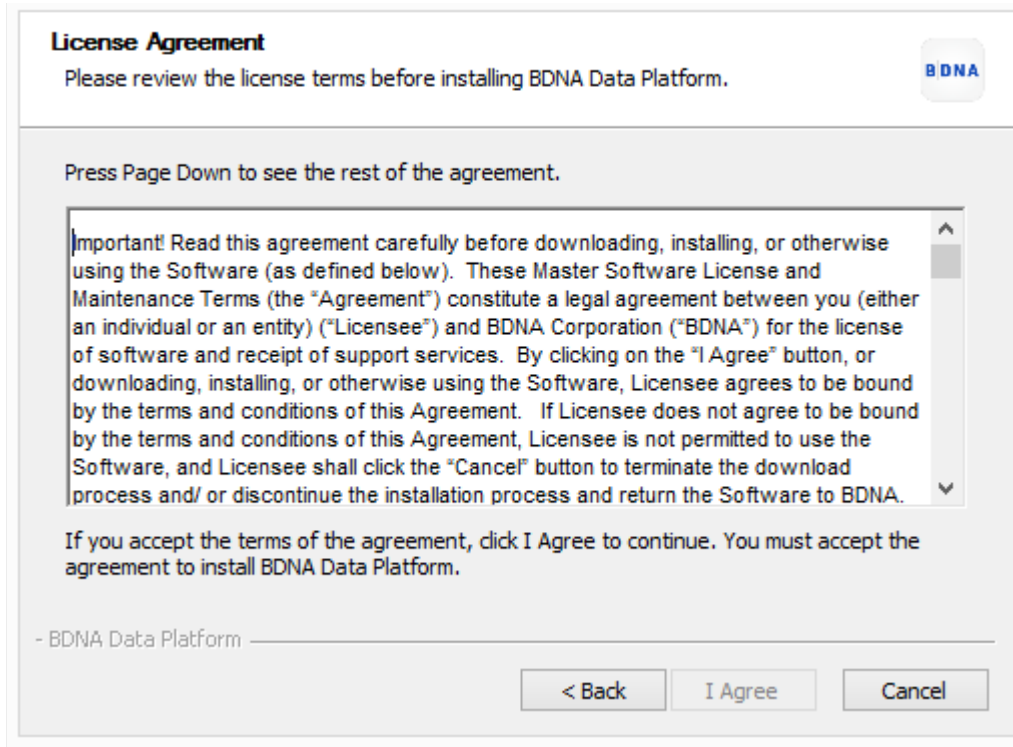 License Agreement
Please review the license terms before installing BDNA Data Platform.
BDNA
Press Page Down to see the rest of the agreement.
Important! Read this agreement carefully before downloading, installing, or otherwise
using the Software (as defined below).  These Master Software License and
Maintenance Terms (the “Agreement”) constitute a legal agreement between you (either
an individual or an entity) (“Licensee”) and BDNA Corporation (“BDNA”) for the license
of software and receipt of support services.  By clicking on the “I Agree” button, or
downloading, installing, or otherwise using the Software, Licensee agrees to be bound
by the terms and conditions of this Agreement.   If Licensee does not agree to be bound
by the terms and conditions of this Agreement, Licensee is not permitted to use the
Software, and Licensee shall click the “Cancel” button to terminate the download
process and/ or discontinue the installation process and return the Software to BDNA.
If you accept the terms of the agreement, click I Agree to continue. You must accept the
agreement to install BDNA Data Platform.
- BDNA Data Platform
< Back
I Agree
Cancel